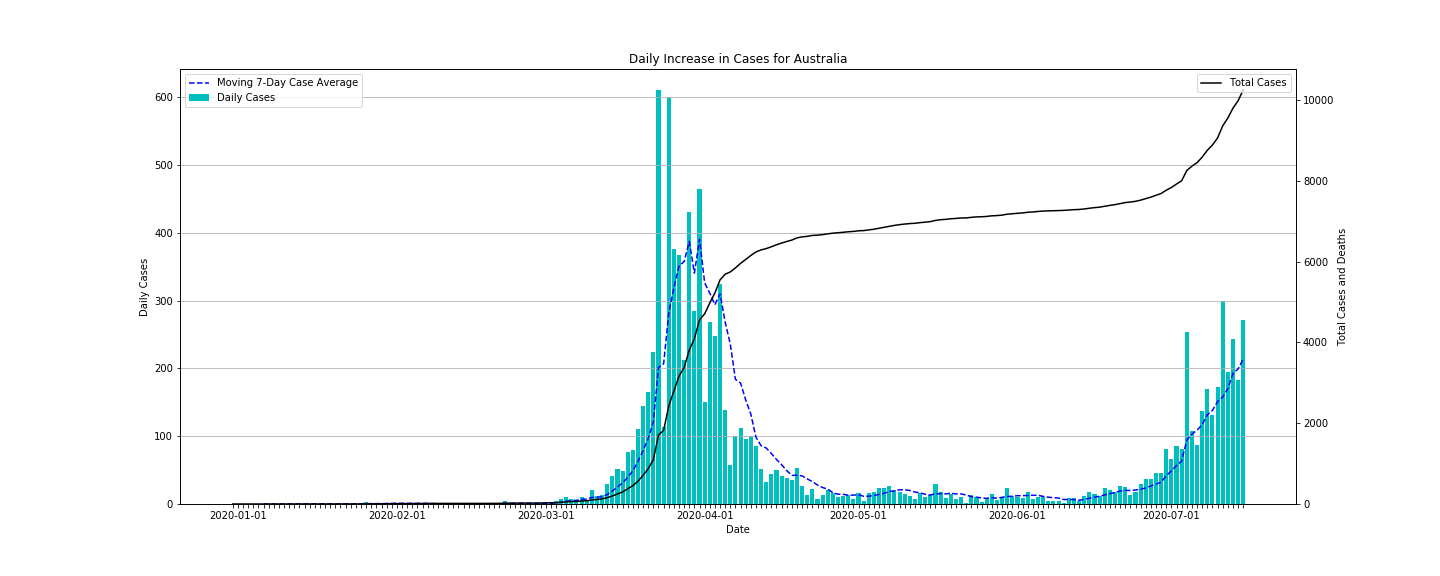 Daily Increase in Cases for Australia
Moving 7-Day Case Average
Daily Cases
Total Cases
600
500
400
300
200
100
0
Daily Cases
10000
8000
6000
4000
2000
0
Total Cases and Deaths
2020-01-01
2020-02-01
2020-03-01
2020-04-01
2020-05-01
2020-06-01
2020-07-01
Date